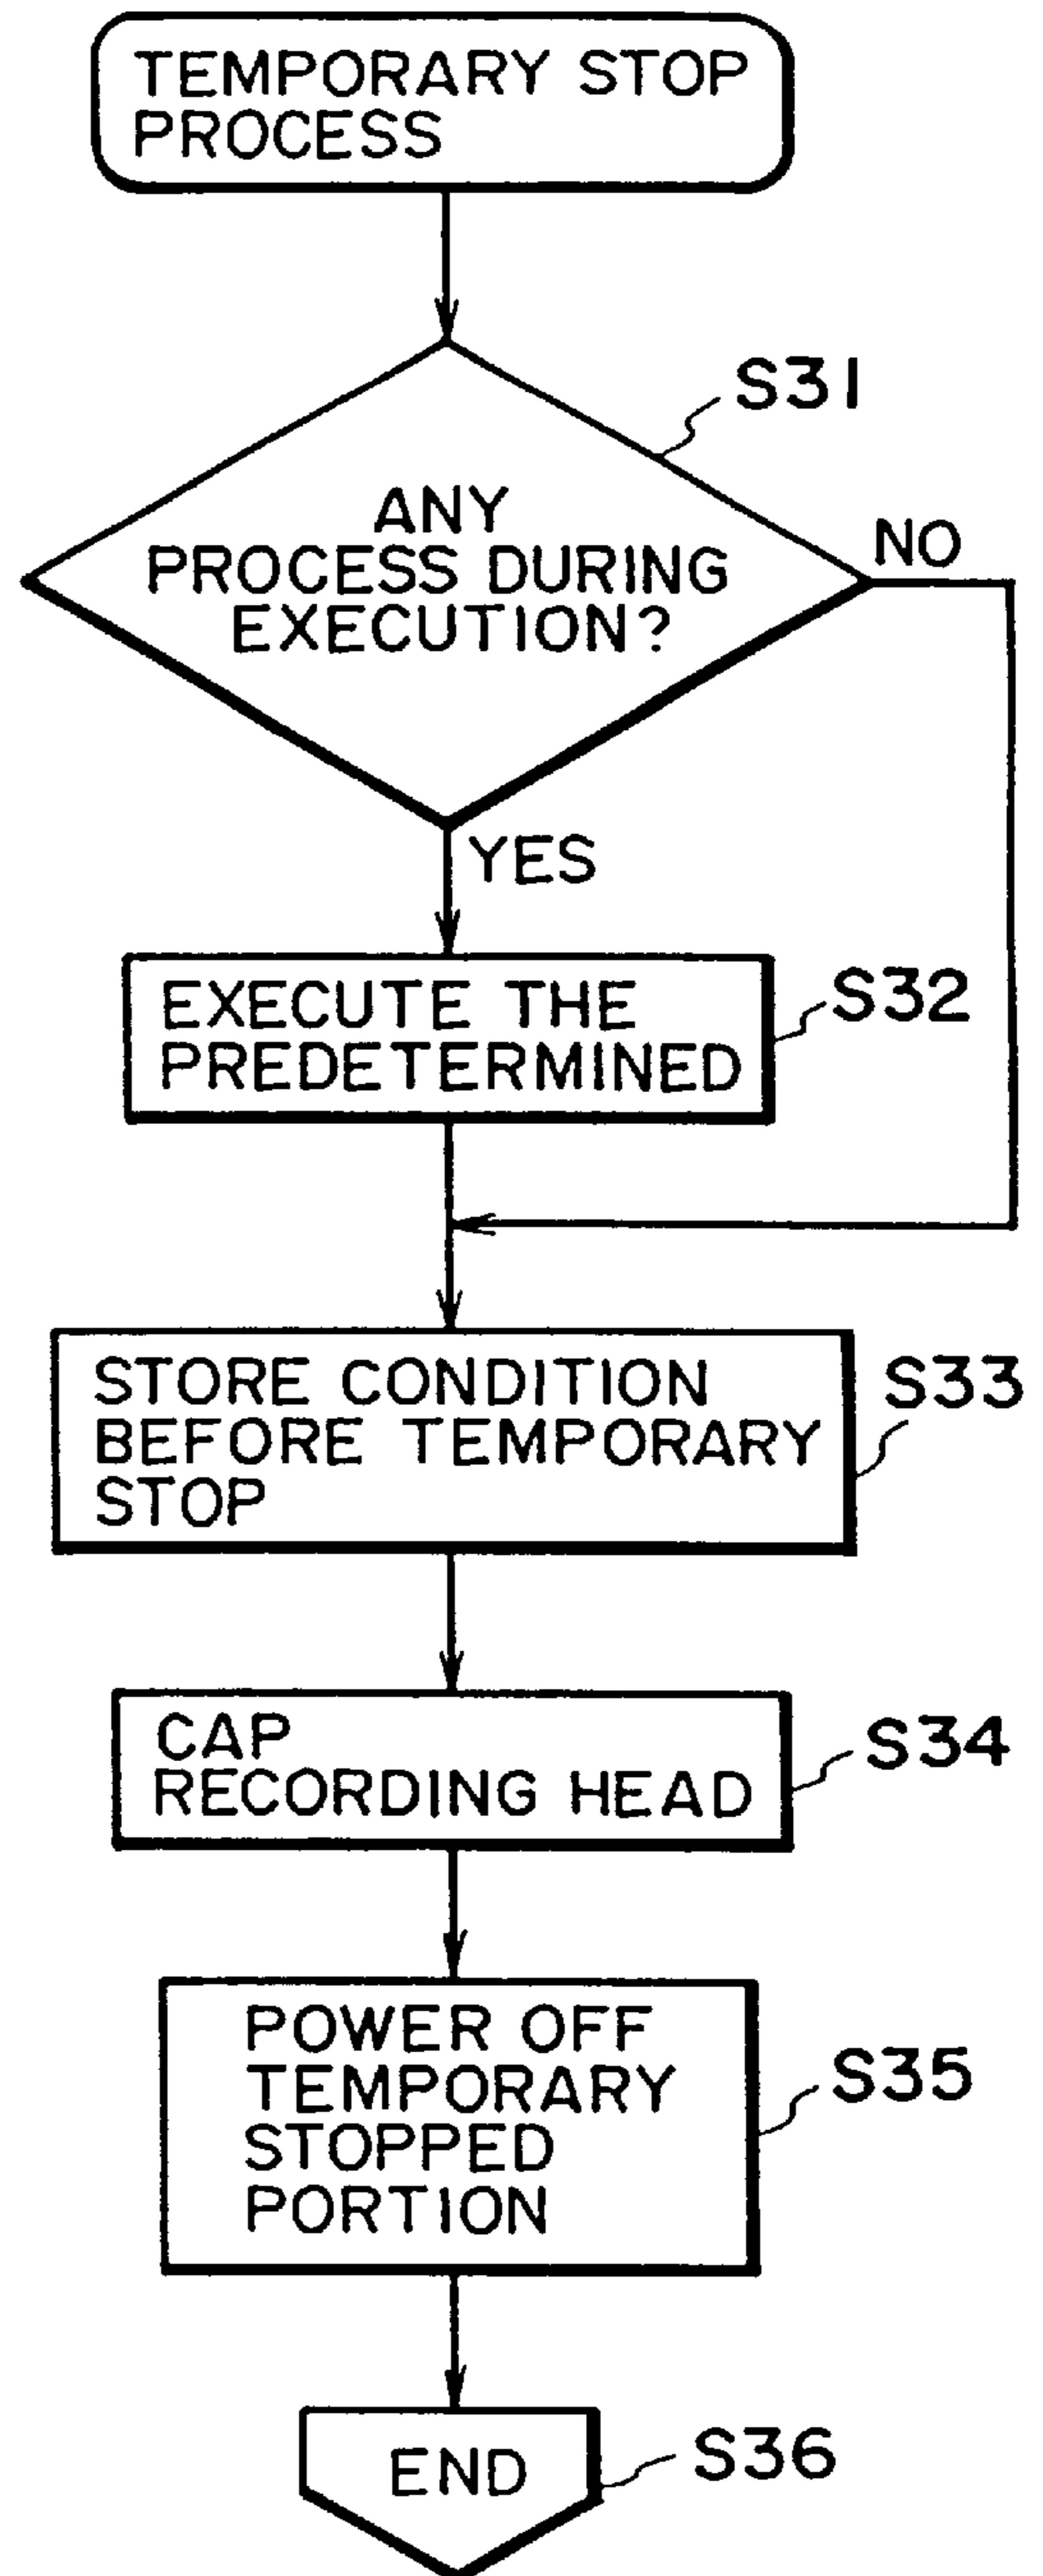 TEMPORARY STOP
PROCESS
S31
ANY
PROCESS DURING
EXECUTION?
NO
YES
EXECUTE THE
PREDETERMINED
S32
STORE CONDITION
BEFORE TEMPORARY
STOP
S33
CAP
RECORDING HEAD
S34
POWER OFF
TEMPORARY
STOPPED
PORTION
S35
END
S36